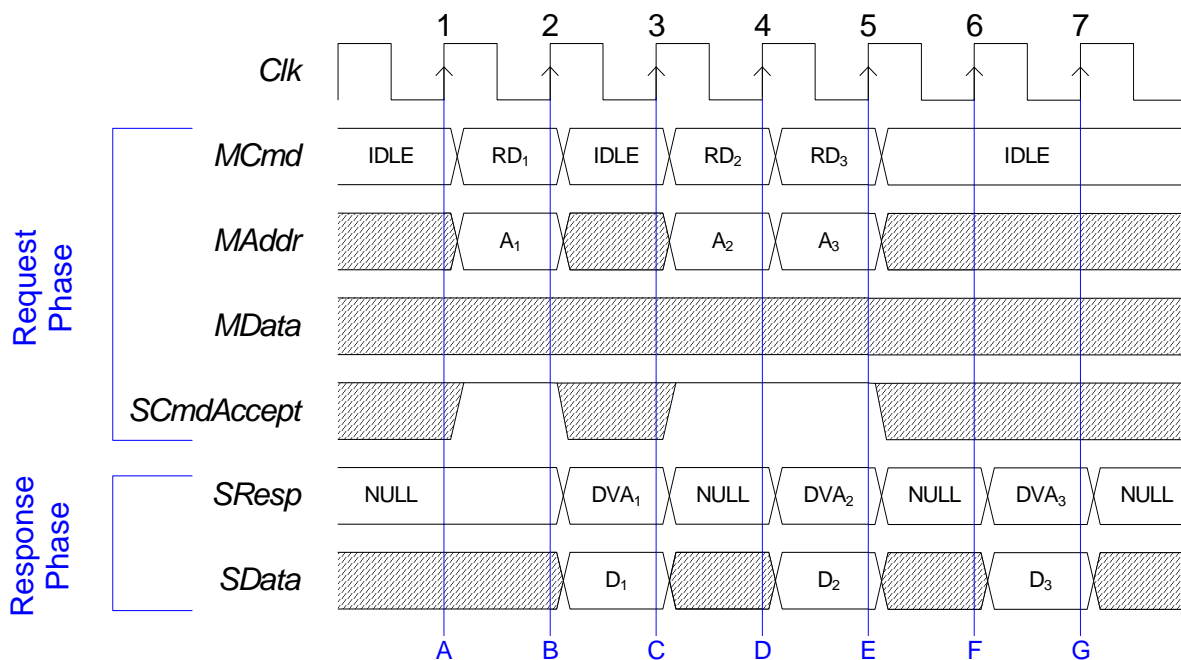 1 2 3 4 5 6 7
Clk
Request Phase
MCmd IDLE RD₁ IDLE RD₂ RD₃ IDLE
MAddr A₁ A₂ A₃
MData
SCmdAccept
Response Phase
SResp NULL DVA₁ NULL DVA₂ NULL DVA₃ NULL
SData D₁ D₂ D₃
A B C D E F G